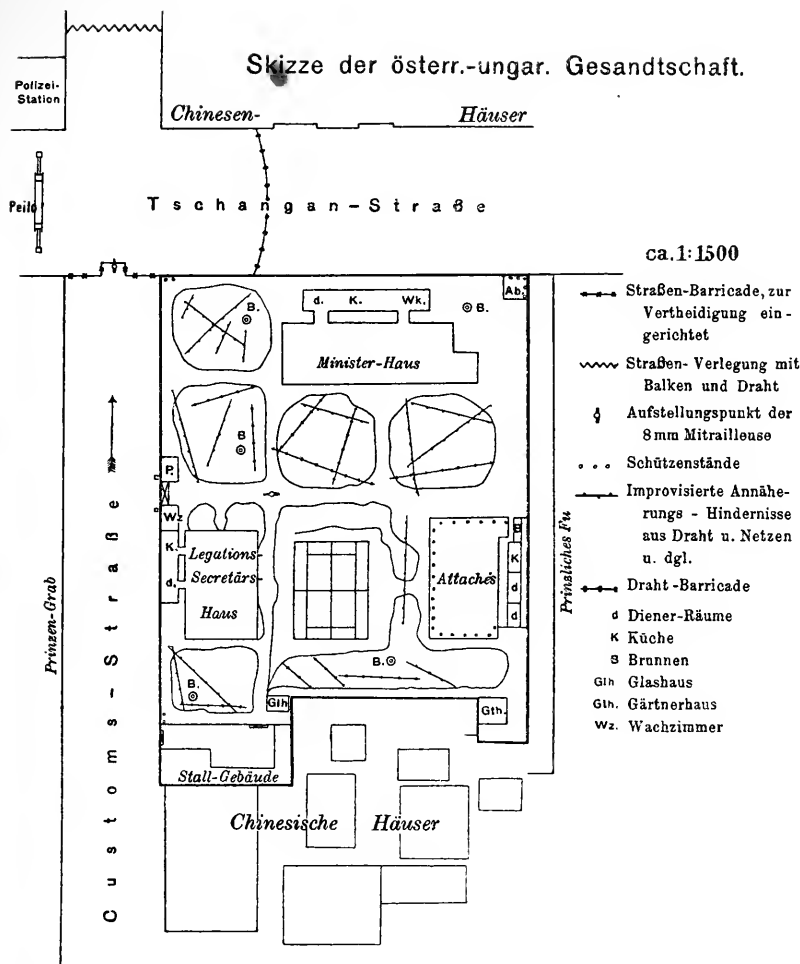 Skizze der österr.-ungar. Gesandtschaft.
Polizei-
Station
Chinesen- Häuser
Peilo
Tschangan-Straße
ca. 1:1500
Straßen-Barricade, zur
Vertheidigung ein-
gerichtet
Straßen-Verlegung mit
Balken und Draht
Aufstellungspunkt der
8mm Mitrailleuse
Schützenstände
Improvisierte Annähe-
rungs-Hindernisse
aus Draht u. Netzen
u. dgl.
Draht-Barricade
d Diener-Räume
K Küche
B Brunnen
Glh Glashaus
Gth. Gärtnerhaus
Wz. Wachzimmer
Ab.
d. K. Wk.
B.
B.
Minister-Haus
B
P.
Wz
K.
d.
Legations-
Secretärs-
Haus
Attachés
B
K
d
d
Prinzliches Fu
Prinzen-Grab
Customs-Straße
B.
B.
Glh
Gth.
Stall-Gebäude
Chinesische Häuser